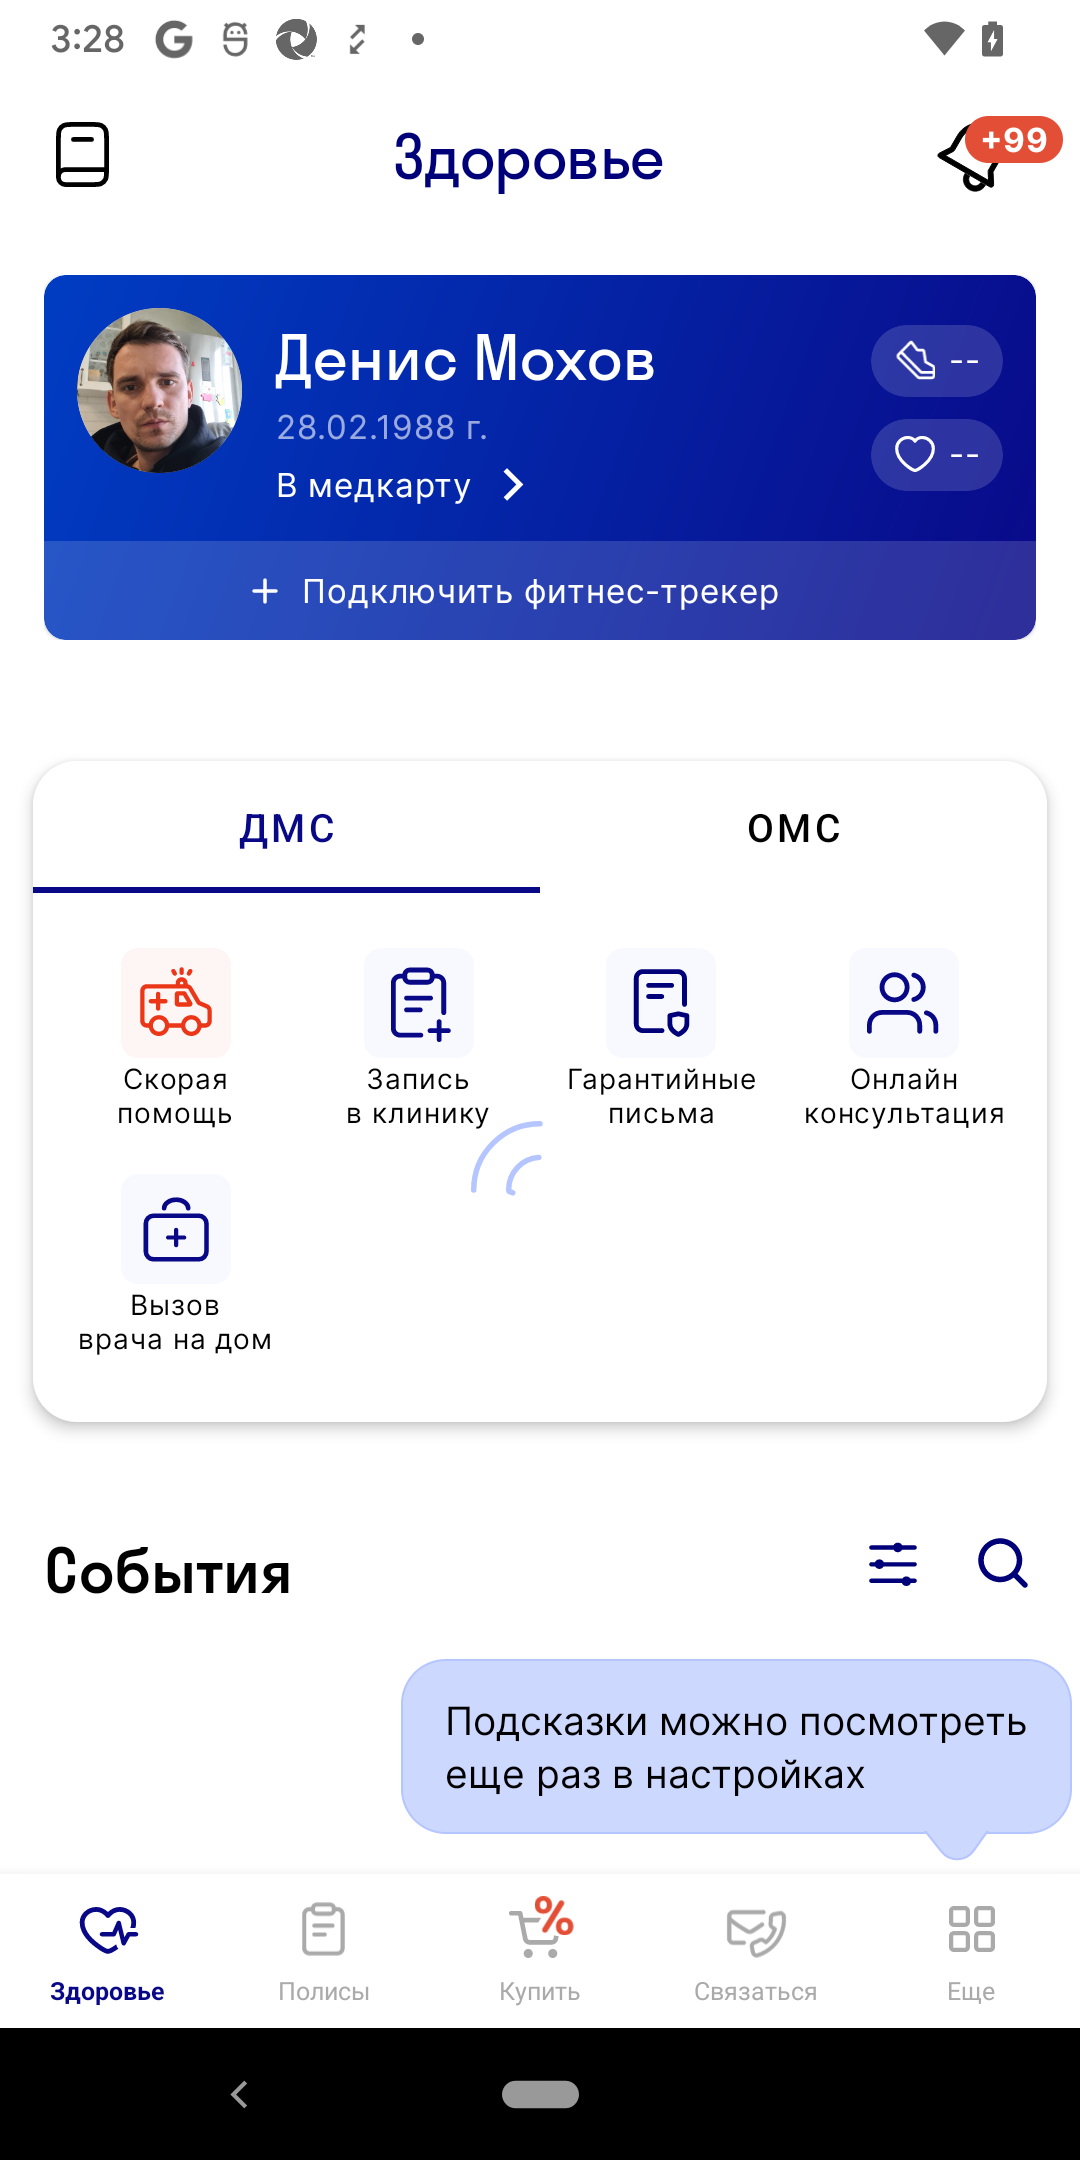 3:28
Здоровье
+99
Денис Мохов
28.02.1988 г.
В медкарту
--
--
+ Подключить фитнес-трекер
ДМС
ОМС
Скорая
помощь
Запись
в клинику
Гарантийные
письма
Онлайн
консультация
Вызов
врача на дом
События
Подсказки можно посмотреть
еще раз в настройках
%
Здоровье
Полисы
Купить
Связаться
Еще